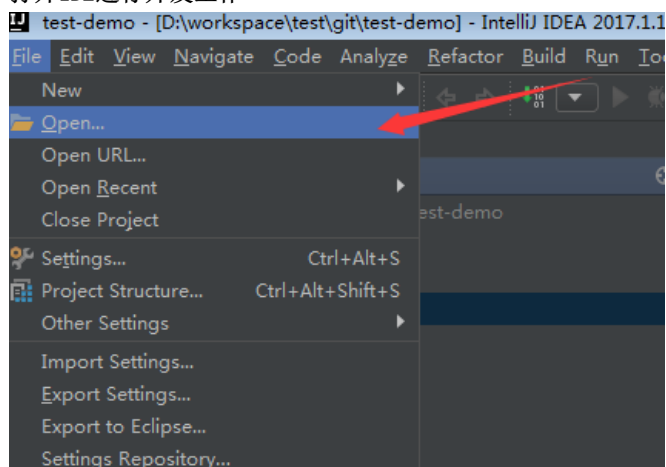 test-demo - [D:\workspace\test\git\test-demo] - IntelliJ IDEA 2017.1.1
File Edit View Navigate Code Analyze Refactor Build Run
New
Open...
Open URL...
Open Recent
est-demo
Close Project
Settings... Ctrl+Alt+S
Project Structure... Ctrl+Alt+Shift+S
Other Settings
Import Settings...
Export Settings...
Export to Eclipse...
Settings Repository...